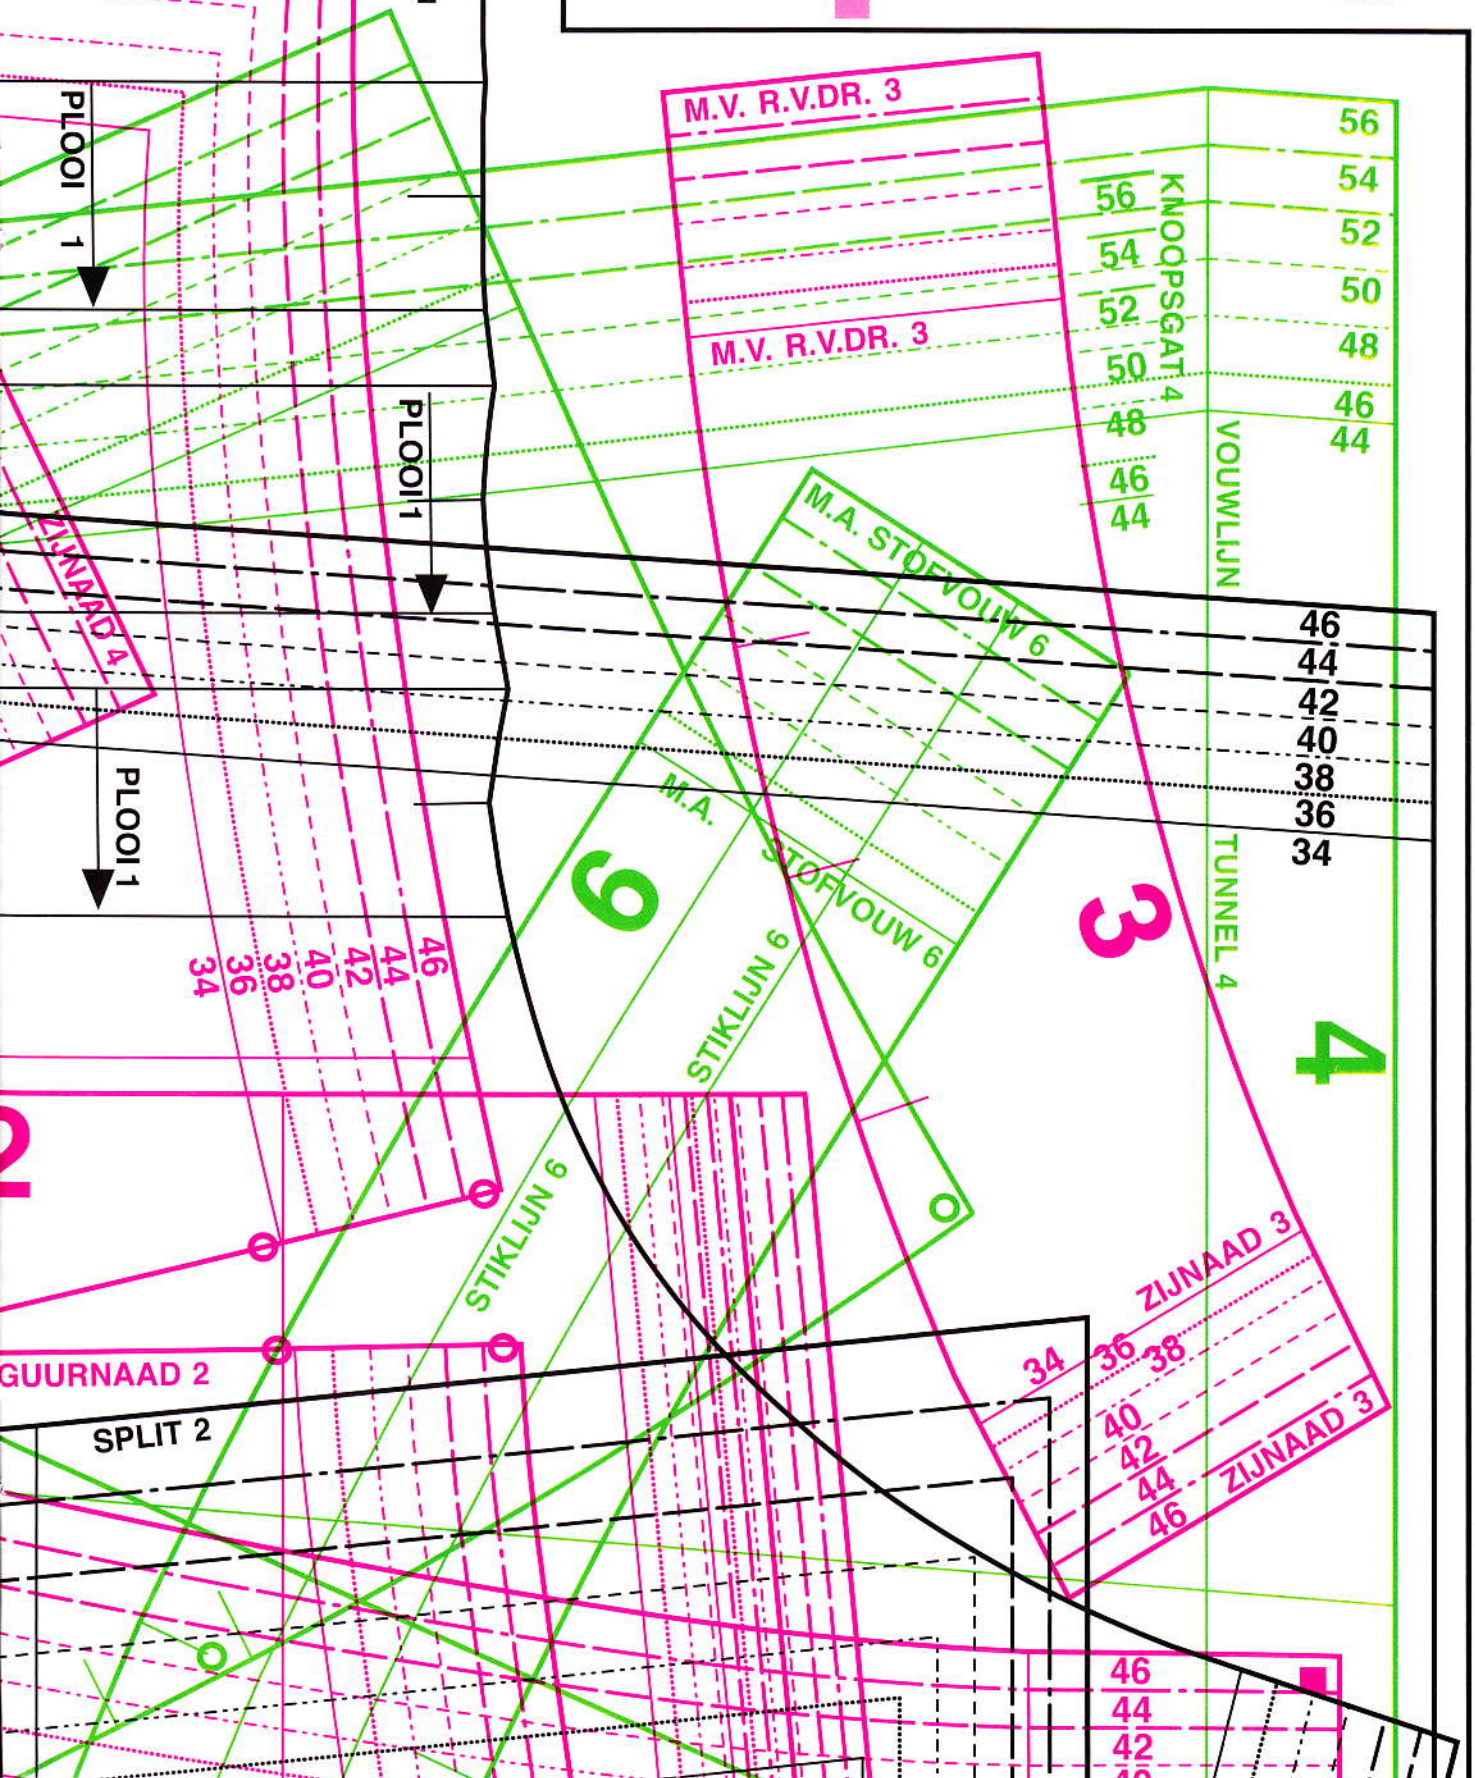 M.V. R.V.DR. 3
M.V. R.V.DR. 3
PLOOI 1
PLOOI 1
PLOOI 1
56
54
52
50
48
46
44
KNOOPSGAT 4
56
54
52
50
48
46
44
VOUWLIJN
TUNNEL 4
ZIJNAAD 4
M.A. STOFVOUW 6
M.A. STOFVOUW 6
46
44
42
40
38
36
34
6
3
4
2
34
36
38
40
42
44
46
STIKLIJN 6
STIKLIJN 6
ZIJNAAD 3
34
36
38
40
42
44
46
ZIJNAAD 3
GUURNAAD 2
SPLIT 2
46
44
42